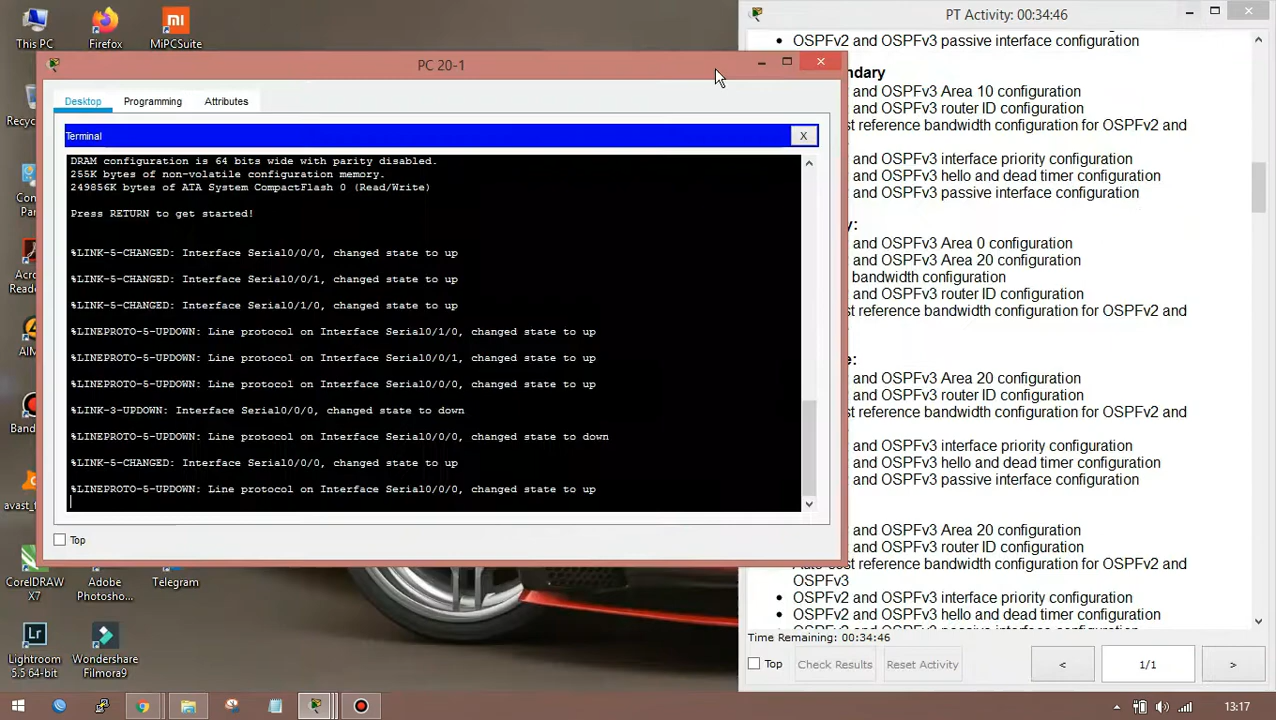 This PC
Firefox
MiPCSuite
Recyc
Con
Par
Acro
Reade
AIM
Band
avast_f
CorelDRAW
X7
Adobe
Photosho...
Telegram
Lightroom
5.5 64-bit
Wondershare
Filmora9
PC 20-1
Desktop
Programming
Attributes
Terminal
X
DRAM configuration is 64 bits wide with parity disabled.
255K bytes of non-volatile configuration memory.
249856K bytes of ATA System CompactFlash 0 (Read/Write)
Press RETURN to get started!
%LINK-5-CHANGED: Interface Serial0/0/0, changed state to up
%LINK-5-CHANGED: Interface Serial0/0/1, changed state to up
%LINK-5-CHANGED: Interface Serial0/1/0, changed state to up
%LINEPROTO-5-UPDOWN: Line protocol on Interface Serial0/1/0, changed state to up
%LINEPROTO-5-UPDOWN: Line protocol on Interface Serial0/0/1, changed state to up
%LINEPROTO-5-UPDOWN: Line protocol on Interface Serial0/0/0, changed state to up
%LINK-3-UPDOWN: Interface Serial0/0/0, changed state to down
%LINEPROTO-5-UPDOWN: Line protocol on Interface Serial0/0/0, changed state to down
%LINK-5-CHANGED: Interface Serial0/0/0, changed state to up
%LINEPROTO-5-UPDOWN: Line protocol on Interface Serial0/0/0, changed state to up
Top
PT Activity: 00:34:46
OSPFv2 and OSPFv3 passive interface configuration
ndary
and OSPFv3 Area 10 configuration
and OSPFv3 router ID configuration
st reference bandwidth configuration for OSPFv2 and
and OSPFv3 interface priority configuration
and OSPFv3 hello and dead timer configuration
and OSPFv3 passive interface configuration
y:
and OSPFv3 Area 0 configuration
and OSPFv3 Area 20 configuration
bandwidth configuration
and OSPFv3 router ID configuration
st reference bandwidth configuration for OSPFv2 and
e:
and OSPFv3 Area 20 configuration
and OSPFv3 router ID configuration
st reference bandwidth configuration for OSPFv2 and
and OSPFv3 interface priority configuration
and OSPFv3 hello and dead timer configuration
and OSPFv3 passive interface configuration
and OSPFv3 Area 20 configuration
and OSPFv3 router ID configuration
Auto-cost reference bandwidth configuration for OSPFv2 and
OSPFv3
OSPFv2 and OSPFv3 interface priority configuration
OSPFv2 and OSPFv3 hello and dead timer configuration
Time Remaining: 00:34:46
Top
Check Results
Reset Activity
<
1/1
>
13:17